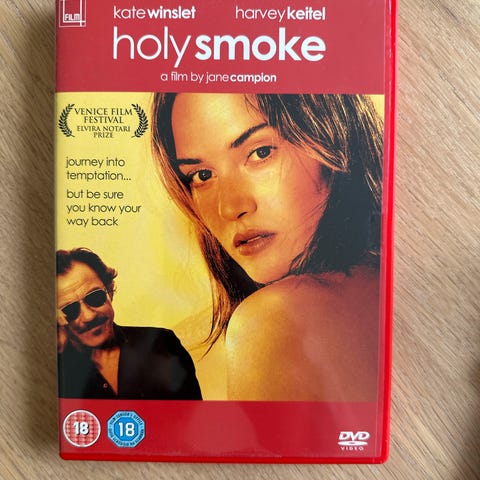 FILM
kate winslet harvey keitel
holy smoke
a film by jane campion
VENICE FILM
FESTIVAL
ELVIRA NOTARI
PRIZE
journey into
temptation...
but be sure
you know your
way back
18
18
DVD
VIDEO